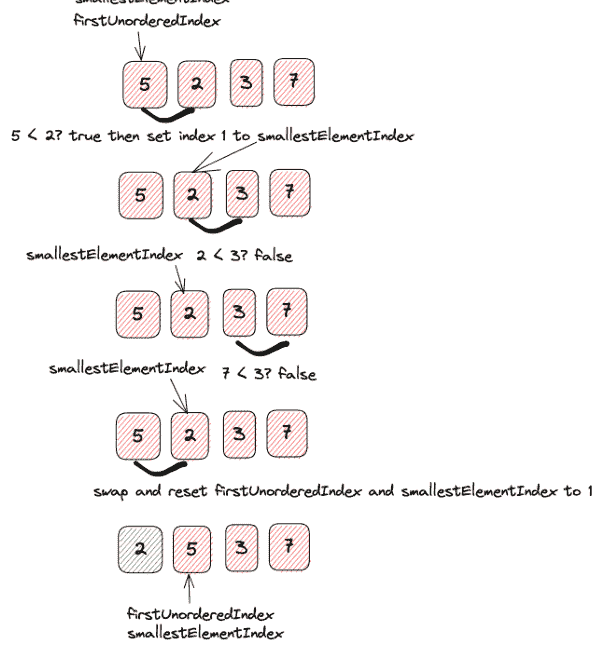 smallestElementIndex
firstUnorderedIndex
5 2 3 7
5 < 2? true then set index 1 to smallestElementIndex
5 2 3 7
smallestElementIndex 2 < 3? false
5 2 3 7
smallestElementIndex 7 < 3? false
5 2 3 7
swap and reset firstUnorderedIndex and smallestElementIndex to 1
2 5 3 7
firstUnorderedIndex
smallestElementIndex